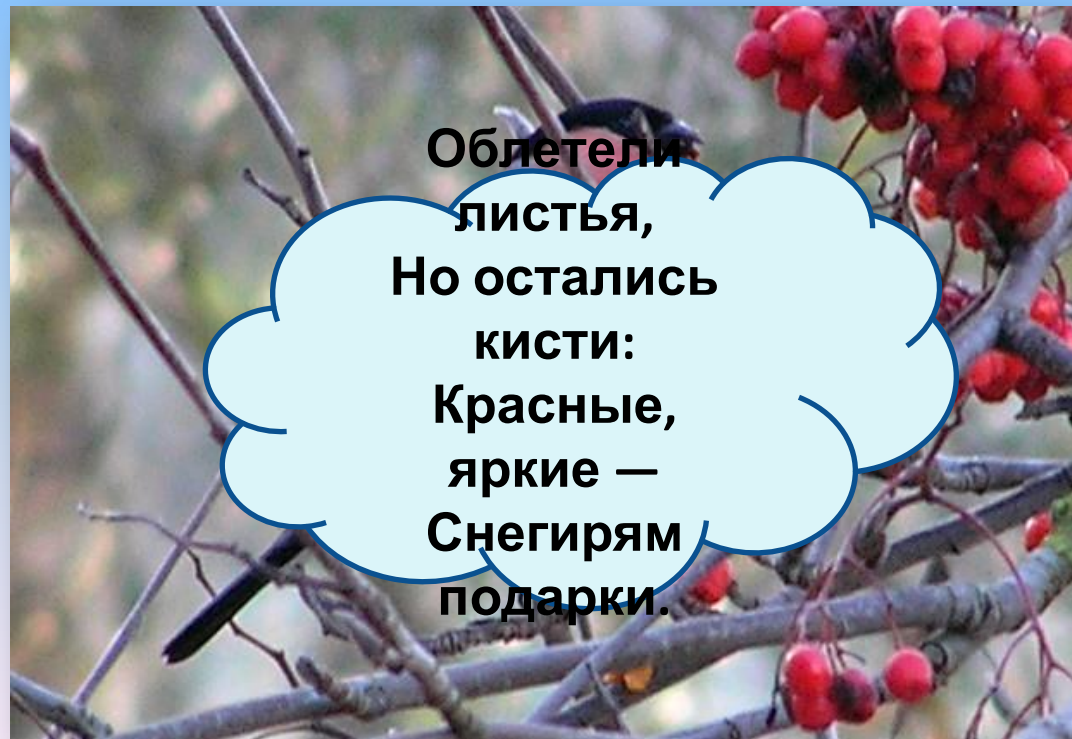 Облетели
листья,
Но остались
кисти:
Красные,
яркие —
Снегирям
подарки.